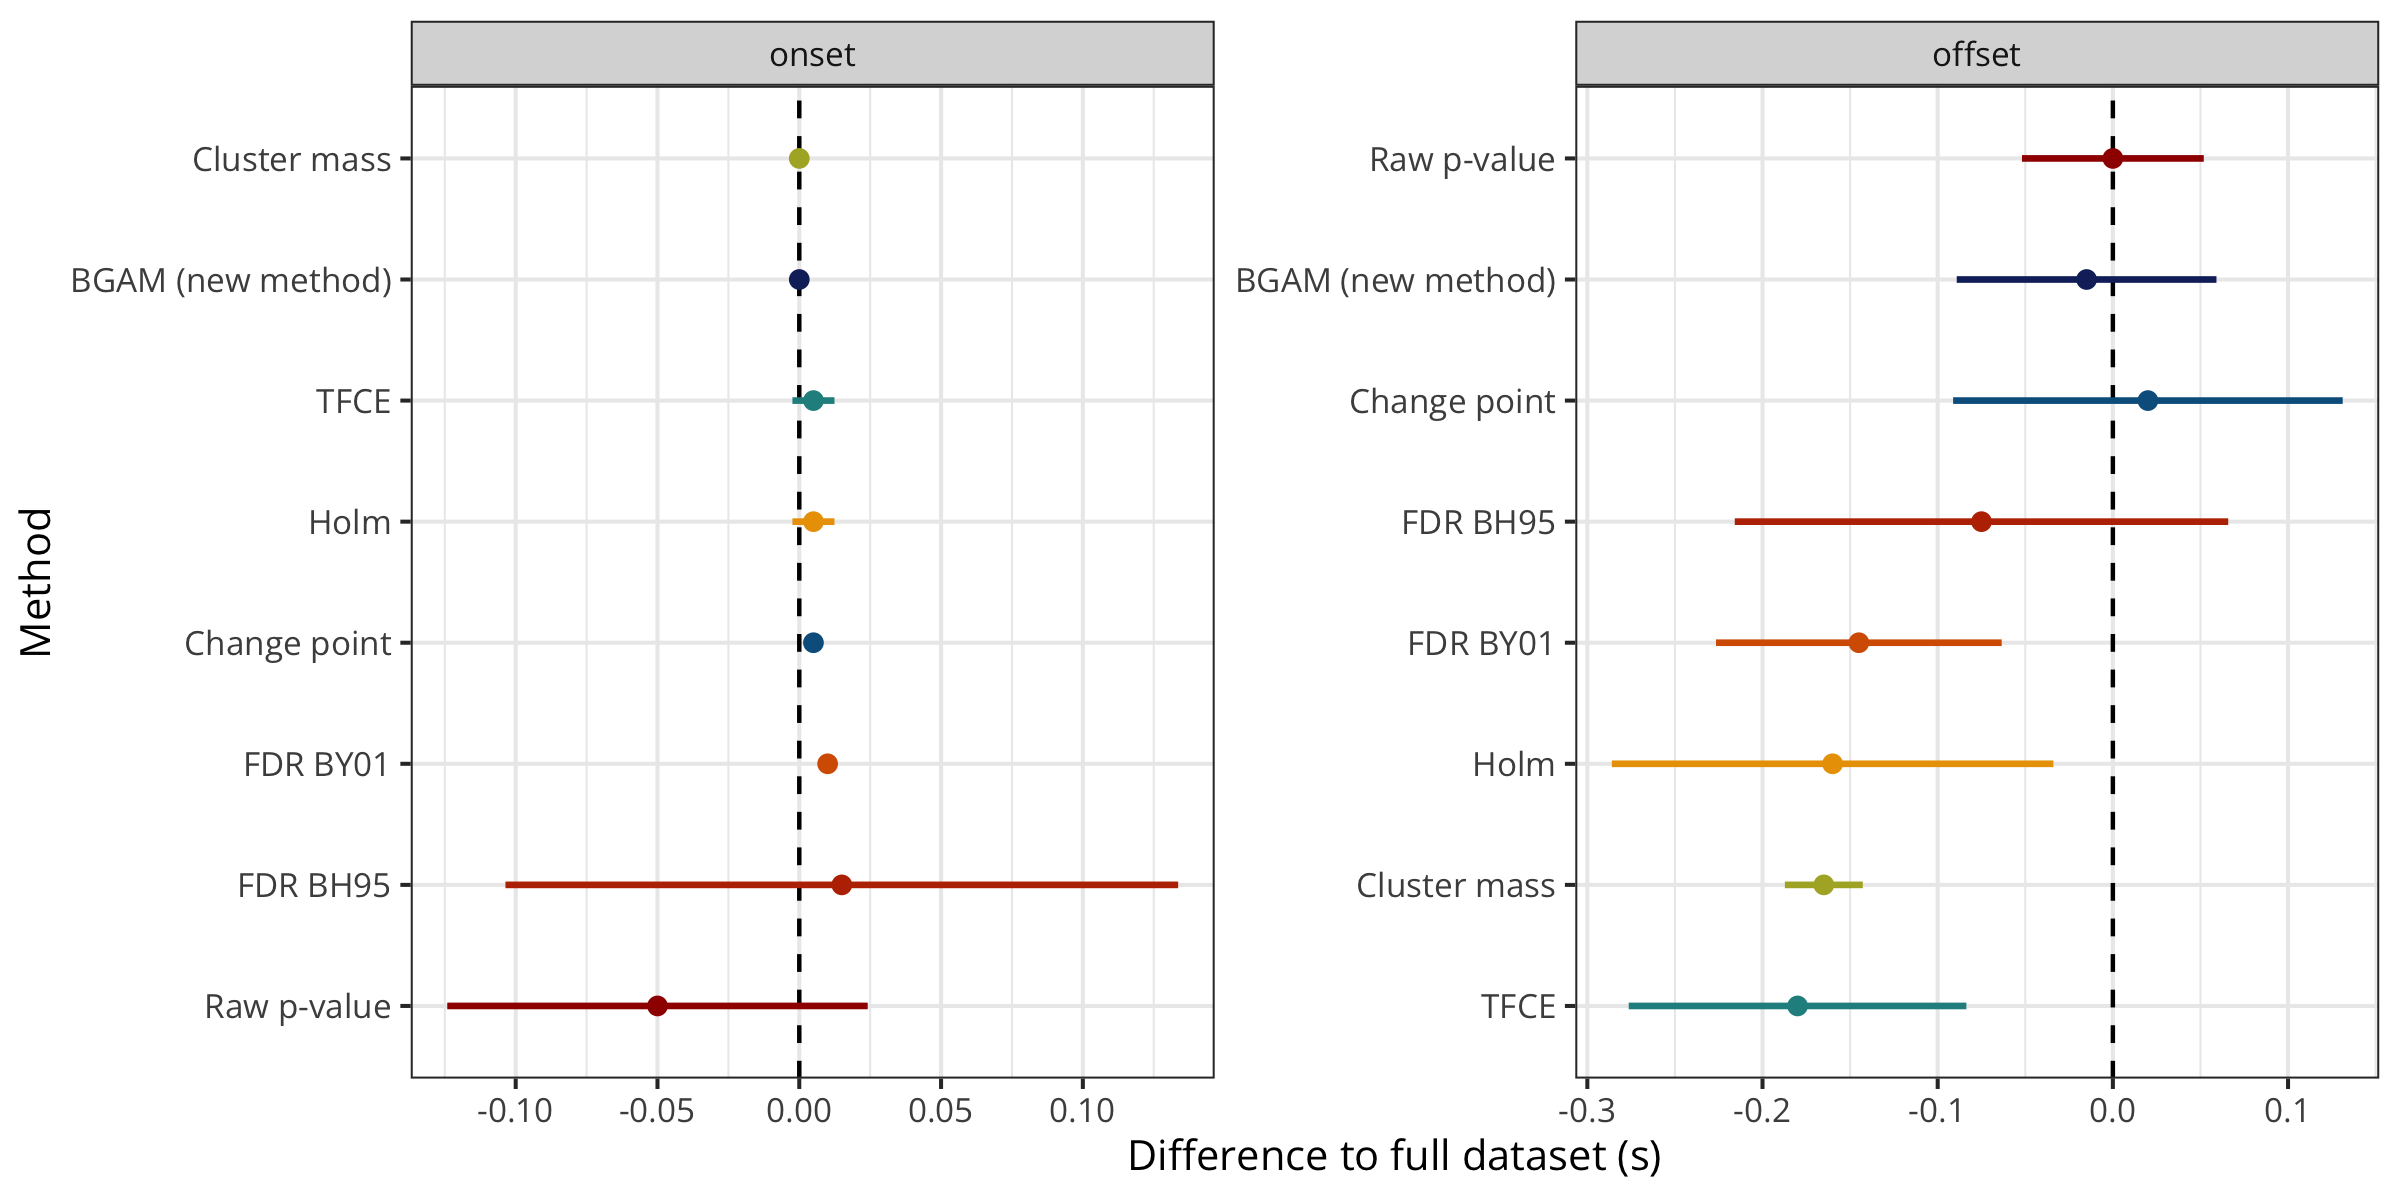 onset
offset
Method
Cluster mass
BGAM (new method)
TFCE
Holm
Change point
FDR BY01
FDR BH95
Raw p-value
-0.10
-0.05
0.00
0.05
0.10
Raw p-value
BGAM (new method)
Change point
FDR BH95
FDR BY01
Holm
Cluster mass
TFCE
-0.3
-0.2
-0.1
0.0
0.1
Difference to full dataset (s)